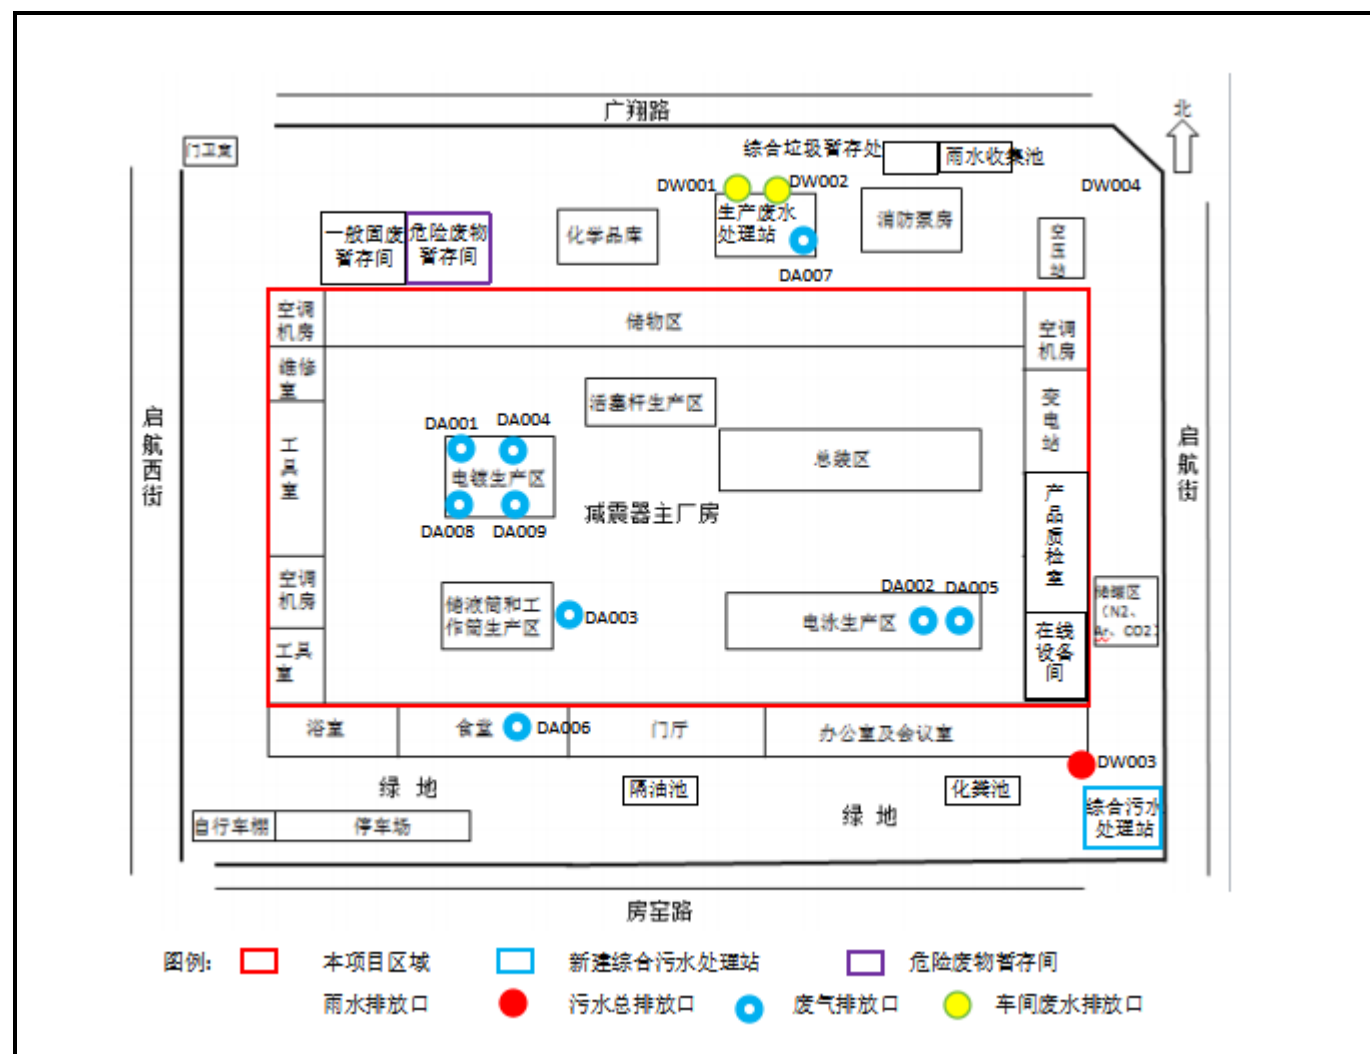 广翔路
北
门卫室
综合垃圾暂存处
雨水收集池
DW001
DW002
DW004
生产废水
处理站
消防泵房
化学品库
一般固废
暂存间
危险废物
暂存间
空
压
站
DA007
空调
机房
储物区
空调
机房
维修
室
活塞杆生产区
变
电
站
启
航
西
街
DA001
DA004
工
具
室
电镀生产区
总装区
启
航
街
DA008
DA009
减震器主厂房
产
品
质
检
室
空调
机房
储液筒和工
作筒生产区
DA003
DA002
DA005
电泳生产区
储罐区
（N2、
Ar、CO2）
工具
室
在线
设备
间
浴室
食堂
DA006
门厅
办公室及会议室
DW003
绿 地
隔油池
化粪池
绿 地
综合污水
处理站
自行车棚
停车场
房窑路
图例:
本项目区域
新建综合污水处理站
危险废物暂存间
雨水排放口
污水总排放口
废气排放口
车间废水排放口